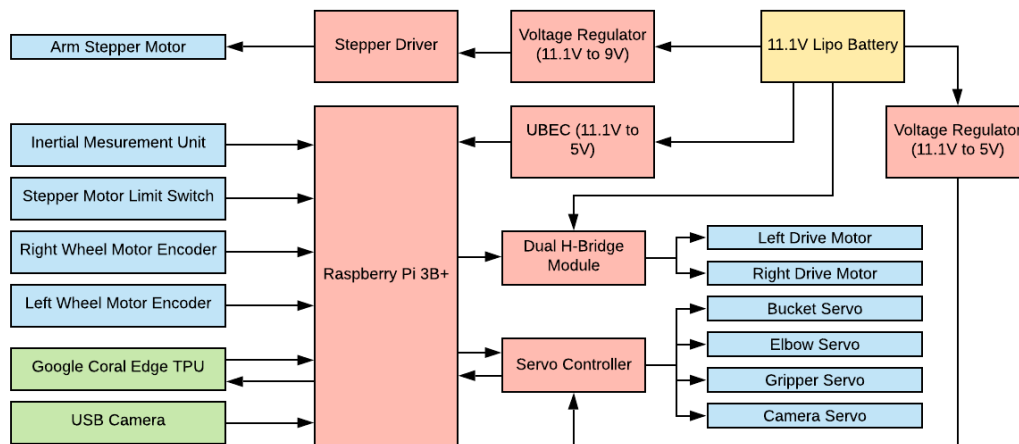 Arm Stepper Motor
Stepper Driver
Voltage Regulator
(11.1V to 9V)
11.1V Lipo Battery
Inertial Mesurement Unit
UBEC (11.1V to
5V)
Voltage Regulator
(11.1V to 5V)
Stepper Motor Limit Switch
Right Wheel Motor Encoder
Raspberry Pi 3B+
Dual H-Bridge
Module
Left Drive Motor
Right Drive Motor
Left Wheel Motor Encoder
Bucket Servo
Elbow Servo
Google Coral Edge TPU
Servo Controller
Gripper Servo
USB Camera
Camera Servo